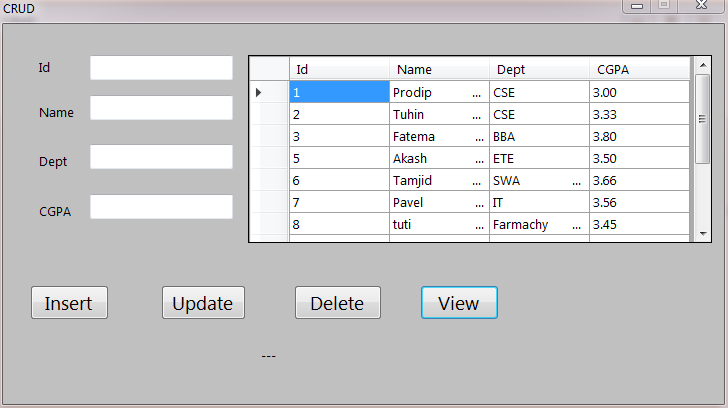 CRUD
Id
Name
Dept
CGPA
Id Name Dept CGPA
1 Prodip ... CSE 3.00
2 Tuhin ... CSE 3.33
3 Fatema ... BBA 3.80
5 Akash ... ETE 3.50
6 Tamjid ... SWA ... 3.66
7 Pavel ... IT 3.56
8 tuti ... Farmachy ... 3.45
Insert Update Delete View
---